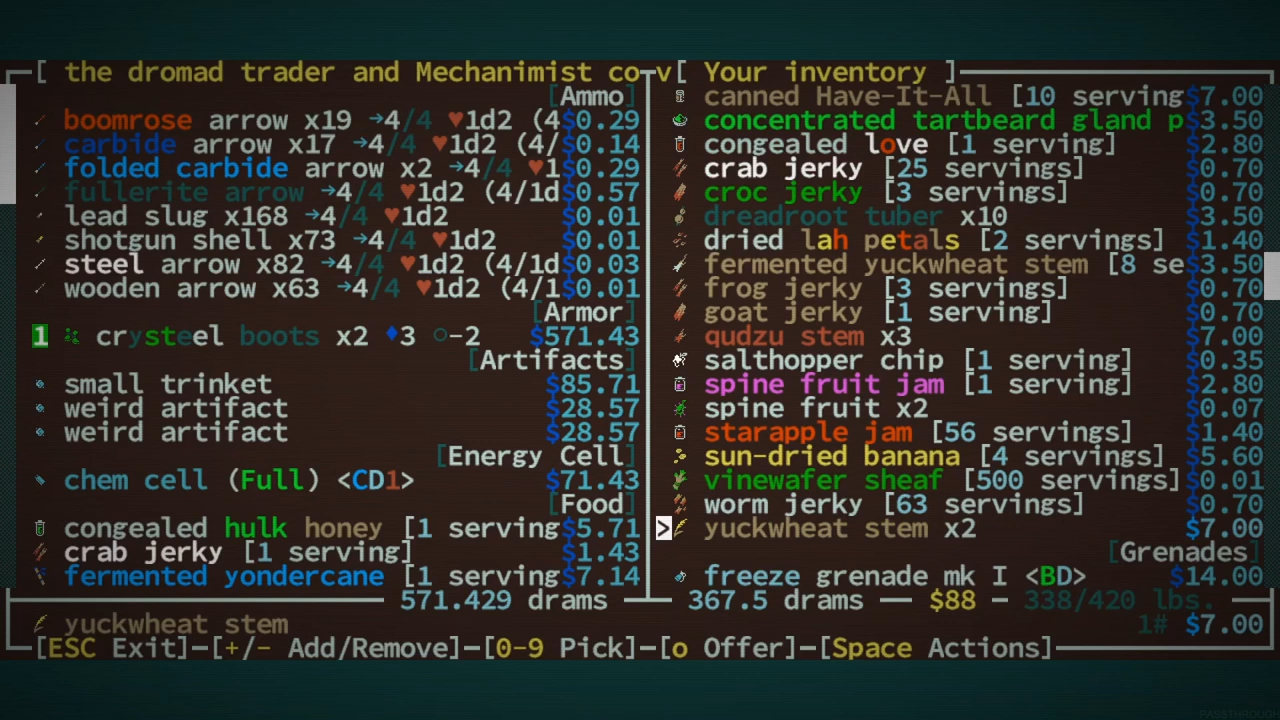 [ the dromad trader and Mechanimist co v
[Ammo]
boomrose arrow x19 →4/4 ♥1d2 (4 $0.29
carbide arrow x17 →4/4 ♥1d2 (4/ $0.14
folded carbide arrow x2 →4/4 ♥1 $0.29
fullerite arrow →4/4 ♥1d2 (4/1d $0.57
lead slug x168 →4/4 ♥1d2 $0.01
shotgun shell x73 →4/4 ♥1d2 $0.01
steel arrow x82 →4/4 ♥1d2 (4/1d $0.03
wooden arrow x63 →4/4 ♥1d2 (4/1 $0.01
[Armor]
1 crysteel boots x2 ♦3 ○-2 $571.43
[Artifacts]
small trinket $85.71
weird artifact $28.57
weird artifact $28.57
[Energy Cell]
chem cell (Full) <CD1> $71.43
[Food]
congealed hulk honey [1 serving $5.71
crab jerky [1 serving] $1.43
fermented yondercane [1 serving $7.14
571.429 drams
[ Your inventory ]
canned Have-It-All [10 serving $7.00
concentrated tartbeard gland p $3.50
congealed love [1 serving] $2.80
crab jerky [25 servings] $0.70
croc jerky [3 servings] $0.70
dreadroot tuber x10 $3.50
dried lah petals [2 servings] $1.40
fermented yuckwheat stem [8 se $3.50
frog jerky [3 servings] $0.70
goat jerky [1 serving] $0.70
qudzu stem x3 $7.00
salthopper chip [1 serving] $0.35
spine fruit jam [1 serving] $2.80
spine fruit x2 $0.07
starapple jam [56 servings] $1.40
sun-dried banana [4 servings] $5.60
vinewafer sheaf [500 servings] $0.01
worm jerky [63 servings] $0.70
> yuckwheat stem x2 $7.00
[Grenades]
freeze grenade mk I <BD> $14.00
367.5 drams — $88 — 338/420 lbs.
yuckwheat stem 1# $7.00
[ESC Exit]—[+/- Add/Remove]—[0-9 Pick]—[o Offer]—[Space Actions]